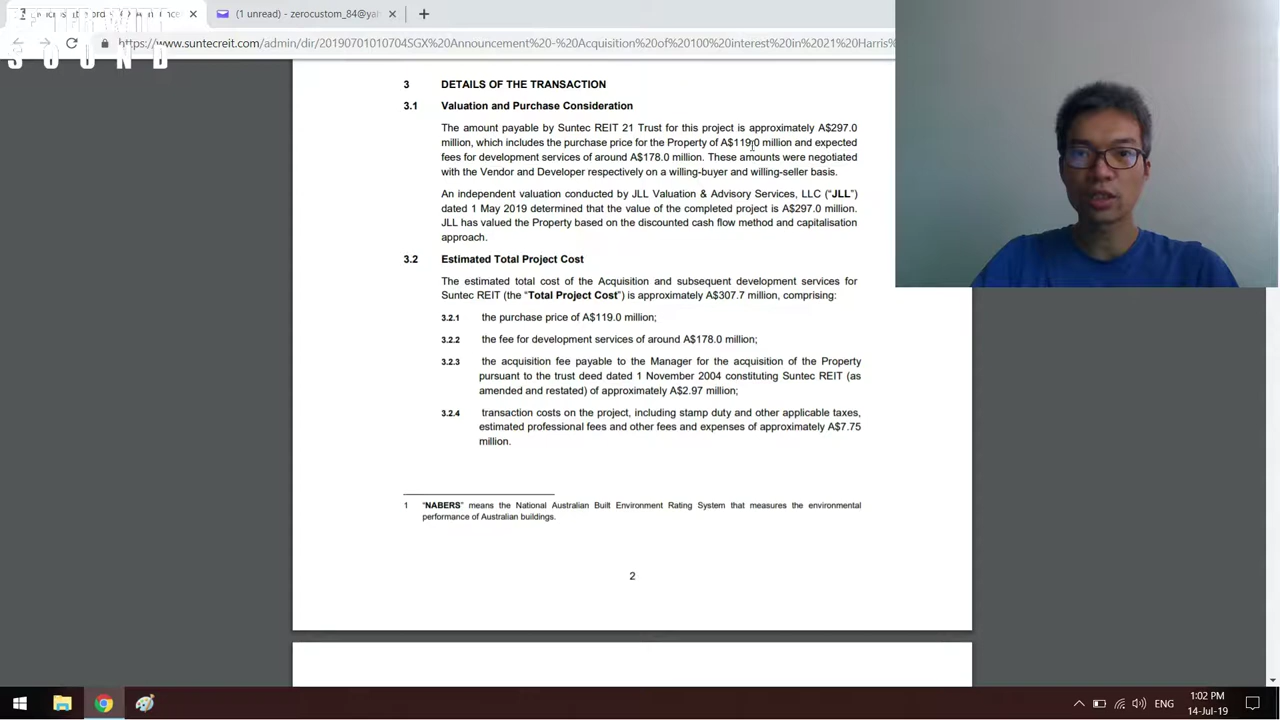 (1 unread) - zerocustom_84@ya
https://www.suntecreit.com/admin/dir/20190701010704SGX%20Announcement%20-%20Acquisition%20of%20100%20interest%20in%2021%20Harris
SOUND
3 DETAILS OF THE TRANSACTION
3.1 Valuation and Purchase Consideration
The amount payable by Suntec REIT 21 Trust for this project is approximately A$297.0
million, which includes the purchase price for the Property of A$119.0 million and expected
fees for development services of around A$178.0 million. These amounts were negotiated
with the Vendor and Developer respectively on a willing-buyer and willing-seller basis.
An independent valuation conducted by JLL Valuation & Advisory Services, LLC (“JLL”)
dated 1 May 2019 determined that the value of the completed project is A$297.0 million.
JLL has valued the Property based on the discounted cash flow method and capitalisation
approach.
3.2 Estimated Total Project Cost
The estimated total cost of the Acquisition and subsequent development services for
Suntec REIT (the “Total Project Cost”) is approximately A$307.7 million, comprising:
3.2.1 the purchase price of A$119.0 million;
3.2.2 the fee for development services of around A$178.0 million;
3.2.3 the acquisition fee payable to the Manager for the acquisition of the Property
pursuant to the trust deed dated 1 November 2004 constituting Suntec REIT (as
amended and restated) of approximately A$2.97 million;
3.2.4 transaction costs on the project, including stamp duty and other applicable taxes,
estimated professional fees and other fees and expenses of approximately A$7.75
million.
1 “NABERS” means the National Australian Built Environment Rating System that measures the environmental
performance of Australian buildings.
2
ENG
1:02 PM
14-Jul-19